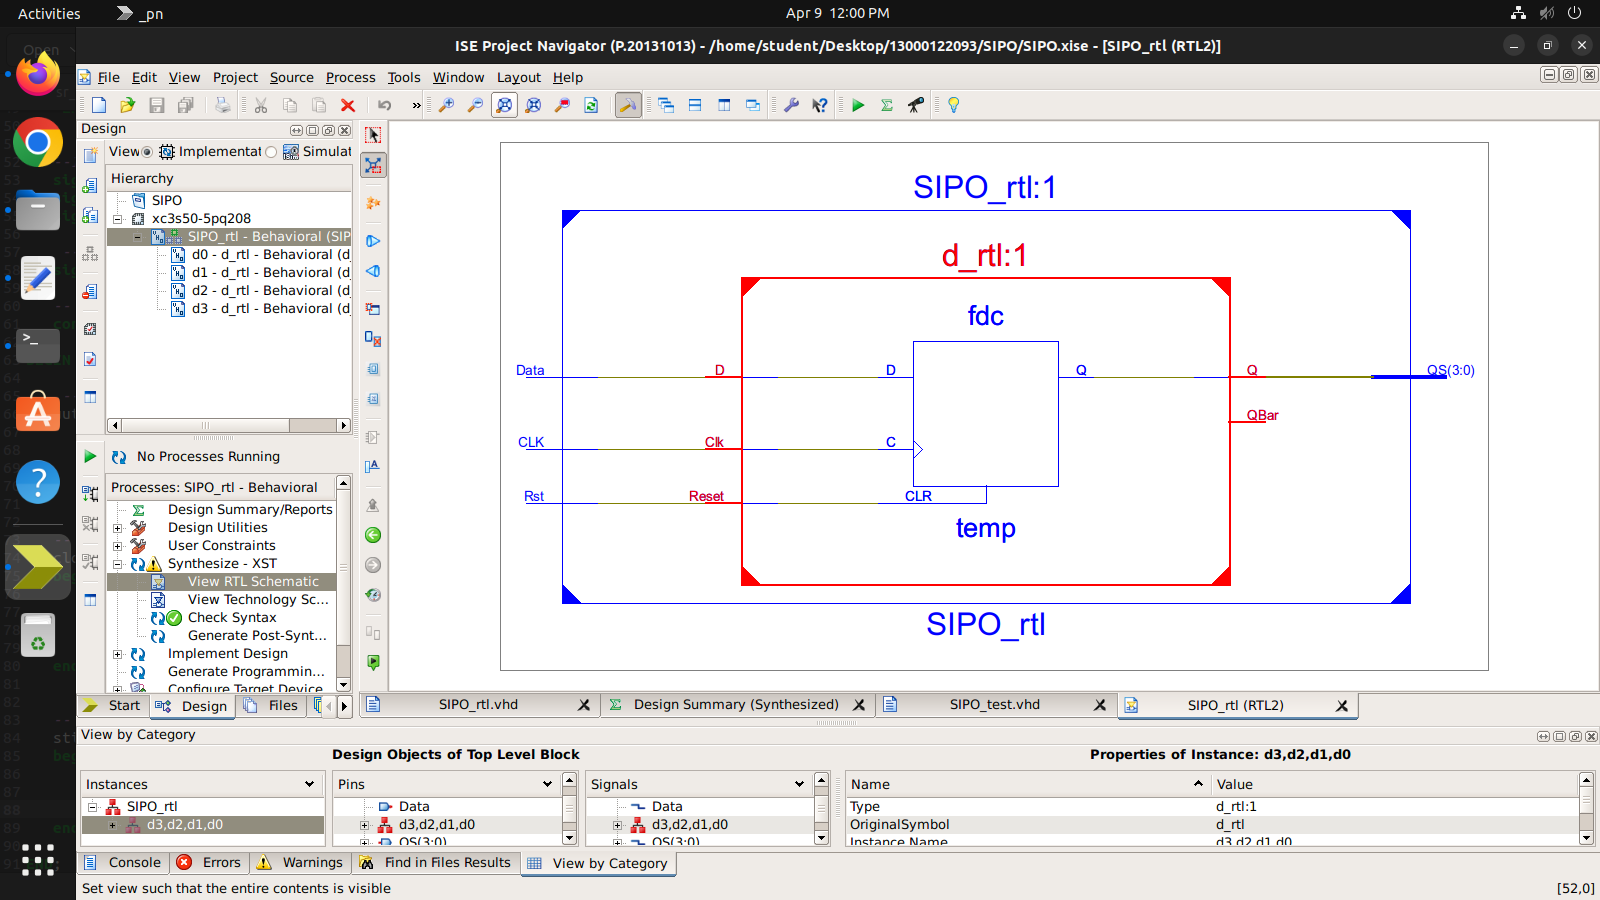 Activities
_pn
Apr 9 12:00 PM
ISE Project Navigator (P.20131013) - /home/student/Desktop/13000122093/SIPO/SIPO.xise - [SIPO_rtl (RTL2)]
File Edit View Project Source Process Tools Window Layout Help
Design
View Implementat Simulat
Hierarchy
SIPO
xc3s50-5pq208
SIPO_rtl - Behavioral (SIP
d0 - d_rtl - Behavioral (d_
d1 - d_rtl - Behavioral (d_
d2 - d_rtl - Behavioral (d_
d3 - d_rtl - Behavioral (d_
No Processes Running
Processes: SIPO_rtl - Behavioral
Design Summary/Reports
Design Utilities
User Constraints
Synthesize - XST
View RTL Schematic
View Technology Sc...
Check Syntax
Generate Post-Synt...
Implement Design
Generate Programmin...
Configure Target Device
Start Design Files
SIPO_rtl:1
d_rtl:1
fdc
Data D D Q Q QS(3:0)
QBar
CLK Clk C
Rst Reset CLR
temp
SIPO_rtl
SIPO_rtl.vhd Design Summary (Synthesized) SIPO_test.vhd SIPO_rtl (RTL2)
View by Category
Design Objects of Top Level Block Properties of Instance: d3,d2,d1,d0
Instances Pins Signals Name Value
SIPO_rtl Data Data Type d_rtl:1
d3,d2,d1,d0 d3,d2,d1,d0 d3,d2,d1,d0 OriginalSymbol d_rtl
QS(3:0) QS(3:0) Instance Name d3,d2,d1,d0
Console Errors Warnings Find in Files Results View by Category
Set view such that the entire contents is visible [52,0]